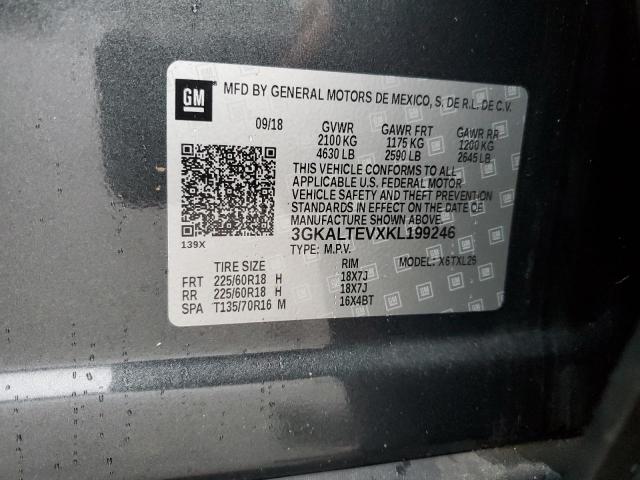 GM
MFD BY GENERAL MOTORS DE MEXICO, S. DE R.L. DE C.V.
09/18 GVWR GAWR FRT GAWR RR
2100 KG 1175 KG 1200 KG
4630 LB 2590 LB 2645 LB
THIS VEHICLE CONFORMS TO ALL
APPLICABLE U.S. FEDERAL MOTOR
VEHICLE SAFETY, BUMPER, AND THEFT
PREVENTION STANDARDS IN EFFECT ON THE DATE OF
MANUFACTURE SHOWN ABOVE.
3GKALTEVXKL199246
139X
TYPE: M.P.V. MODEL: X6TXL26
TIRE SIZE RIM
FRT 225/60R18 H 18X7J
RR 225/60R18 H 18X7J
SPA T135/70R16 M 16X4BT